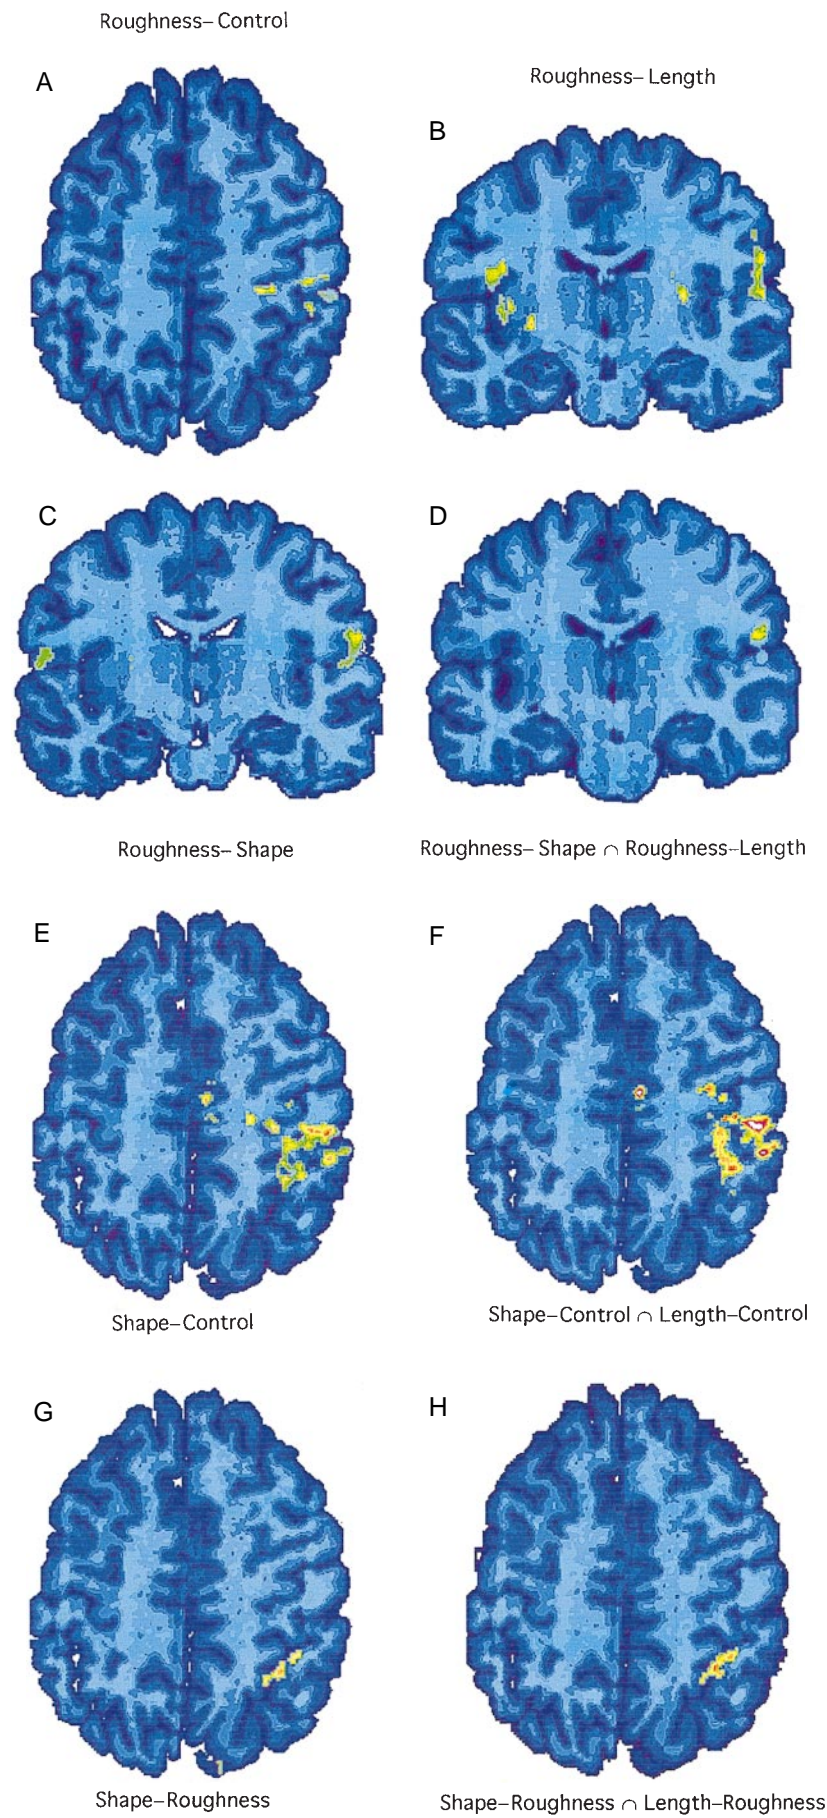 Roughness–Control
A
Roughness–Length
B
C
D
Roughness–Shape
Roughness–Shape ∩ Roughness–Length
E
F
Shape–Control
Shape–Control ∩ Length–Control
G
H
Shape–Roughness
Shape–Roughness ∩ Length–Roughness